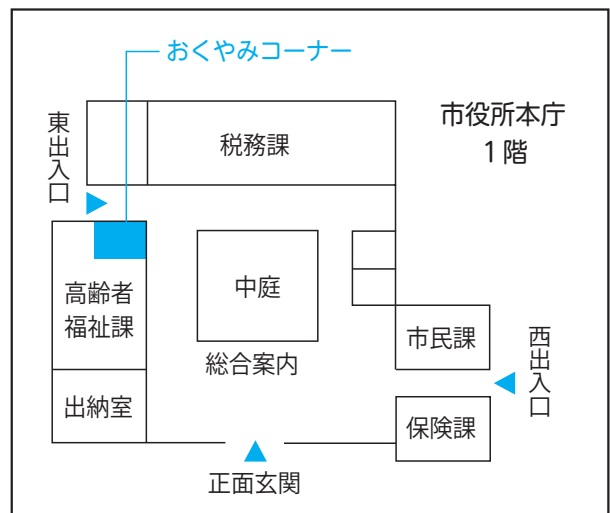 おくやみコーナー
市役所本庁
1階
東出入口
税務課
高齢者
福祉課
中庭
総合案内
市民課
西出入口
出納室
保険課
正面玄関